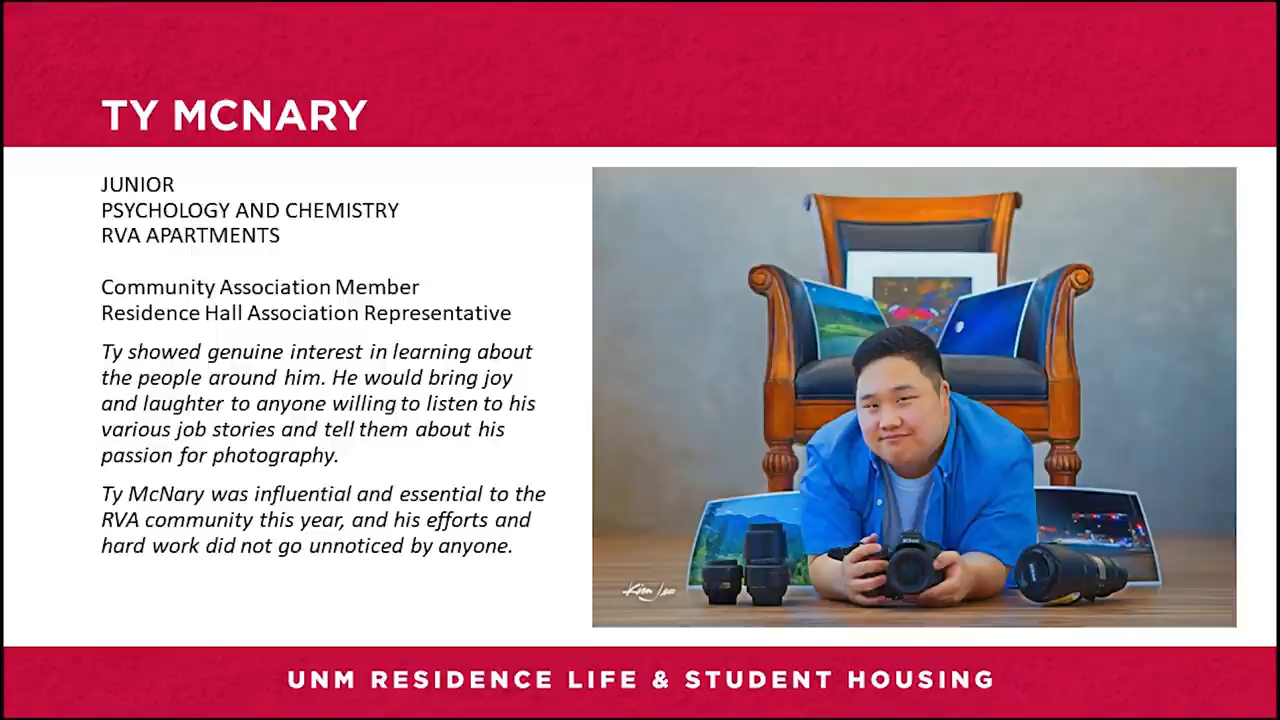 TY MCNARY
JUNIOR
PSYCHOLOGY AND CHEMISTRY
RVA APARTMENTS
Community Association Member
Residence Hall Association Representative
Ty showed genuine interest in learning about
the people around him. He would bring joy
and laughter to anyone willing to listen to his
various job stories and tell them about his
passion for photography.
Ty McNary was influential and essential to the
RVA community this year, and his efforts and
hard work did not go unnoticed by anyone.
UNM RESIDENCE LIFE & STUDENT HOUSING